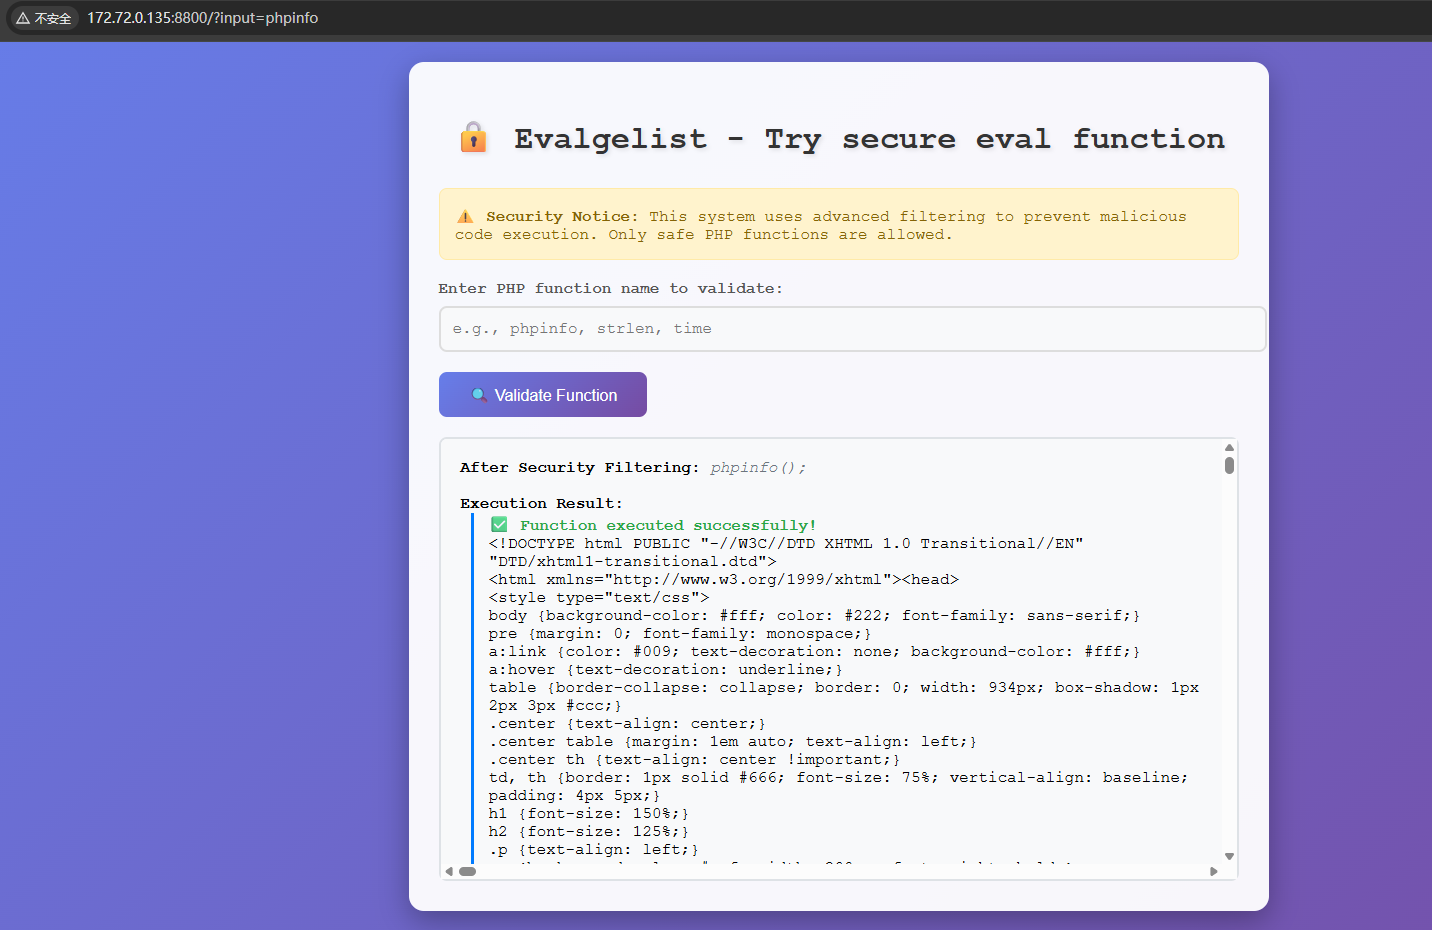 不安全 172.72.0.135:8800/?input=phpinfo
Evalgelist - Try secure eval function
Security Notice: This system uses advanced filtering to prevent malicious
code execution. Only safe PHP functions are allowed.
Enter PHP function name to validate:
e.g., phpinfo, strlen, time
Validate Function
After Security Filtering: phpinfo();
Execution Result:
Function executed successfully!
<!DOCTYPE html PUBLIC "-//W3C//DTD XHTML 1.0 Transitional//EN"
"DTD/xhtml1-transitional.dtd">
<html xmlns="http://www.w3.org/1999/xhtml"><head>
<style type="text/css">
body {background-color: #fff; color: #222; font-family: sans-serif;}
pre {margin: 0; font-family: monospace;}
a:link {color: #009; text-decoration: none; background-color: #fff;}
a:hover {text-decoration: underline;}
table {border-collapse: collapse; border: 0; width: 934px; box-shadow: 1px
2px 3px #ccc;}
.center {text-align: center;}
.center table {margin: 1em auto; text-align: left;}
.center th {text-align: center !important;}
td, th {border: 1px solid #666; font-size: 75%; vertical-align: baseline;
padding: 4px 5px;}
h1 {font-size: 150%;}
h2 {font-size: 125%;}
.p {text-align: left;}